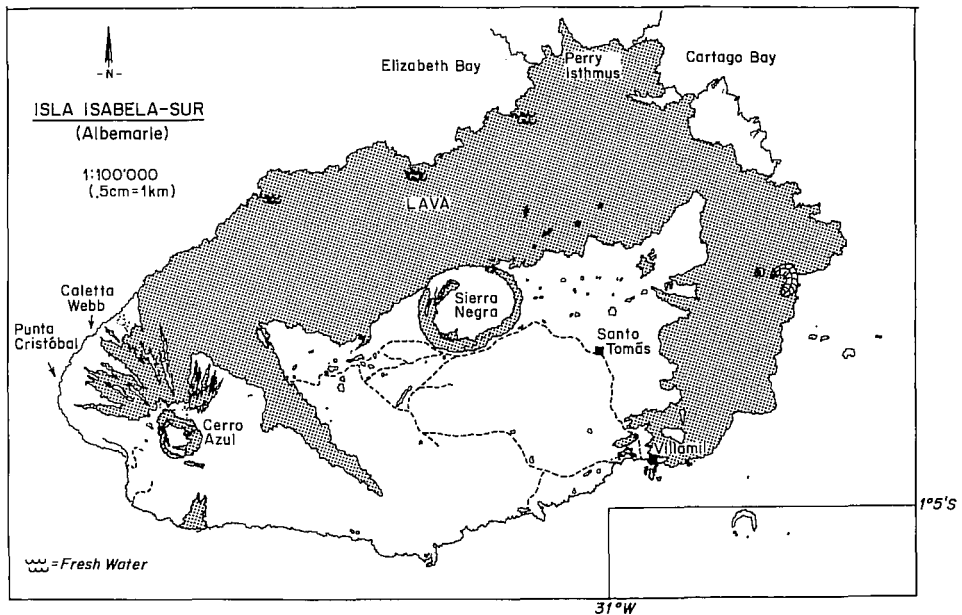 Elizabeth Bay
Perry
Isthmus
Cartago Bay
-N-
ISLA ISABELA-SUR
(Albemarle)
1:100'000
(.5cm=1km)
LAVA
Caletta
Webb
Punta
Cristóbal
Sierra
Negra
Santo
Tomãs
Cerro
Azul
Villamil
1°5'S
=Fresh Water
31°W